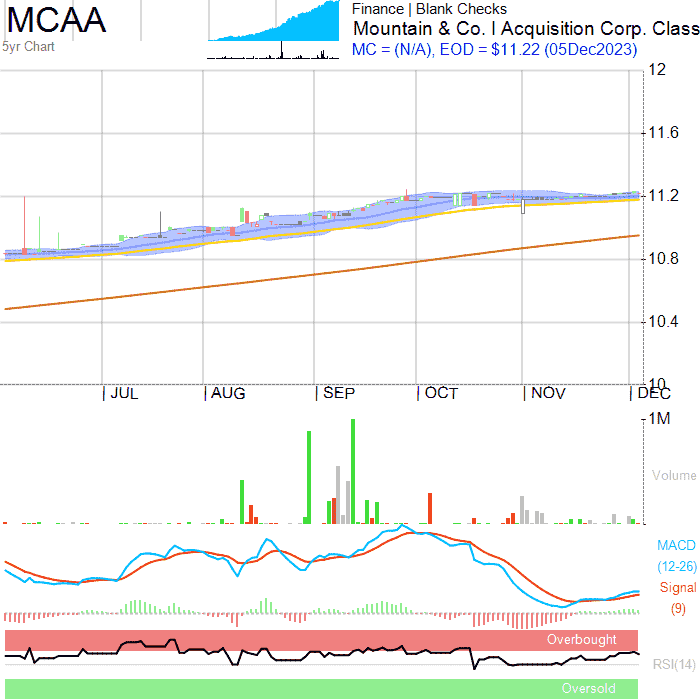 MCAA
5yr Chart
Finance | Blank Checks
Mountain & Co. I Acquisition Corp. Class
MC = (N/A), EOD = $11.22 (05Dec2023)
12
11.6
11.2
10.8
10.4
10
JUL
AUG
SEP
OCT
NOV
DEC
1M
Volume
MACD
(12-26)
Signal
(9)
Overbought
RSI(14)
Oversold